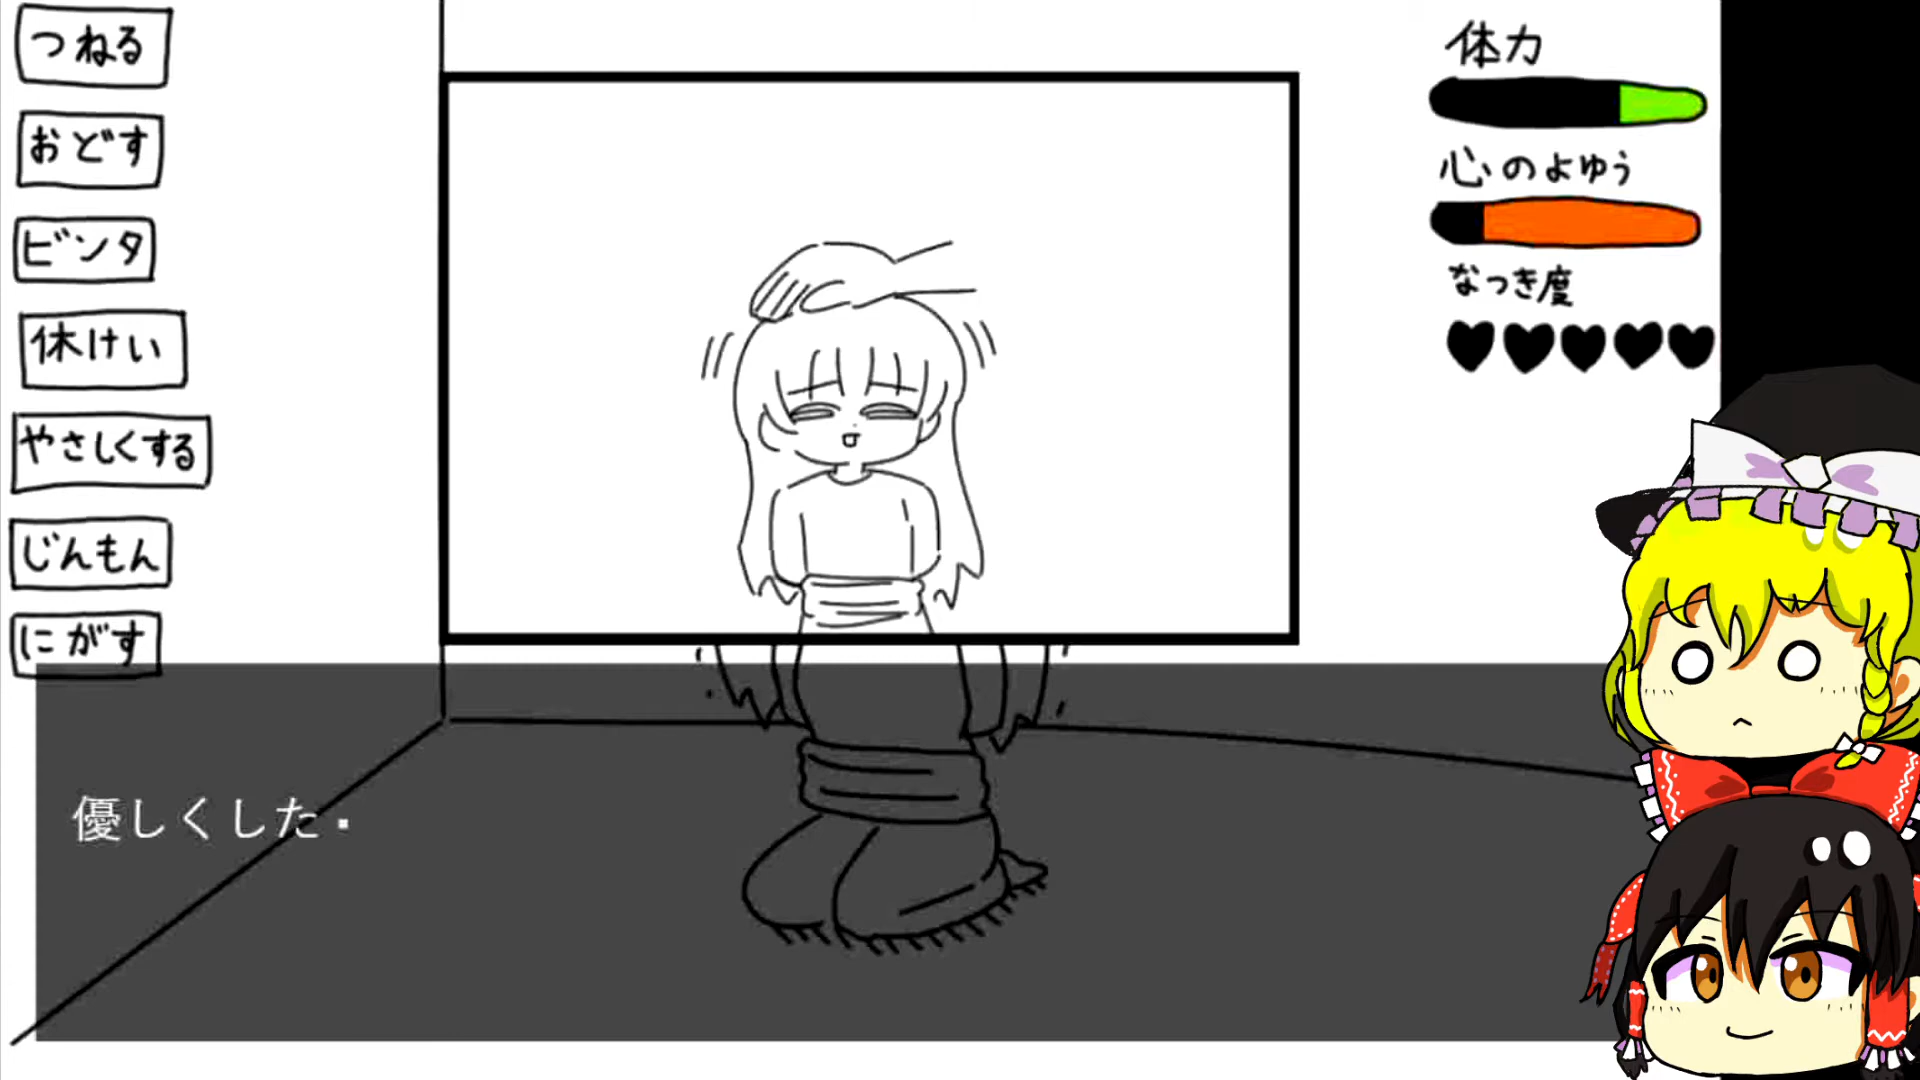 つねる
おどす
ビンタ
休けい
やさしくする
じんもん
にがす
体力
心のよゆう
なつき度
優しくした.